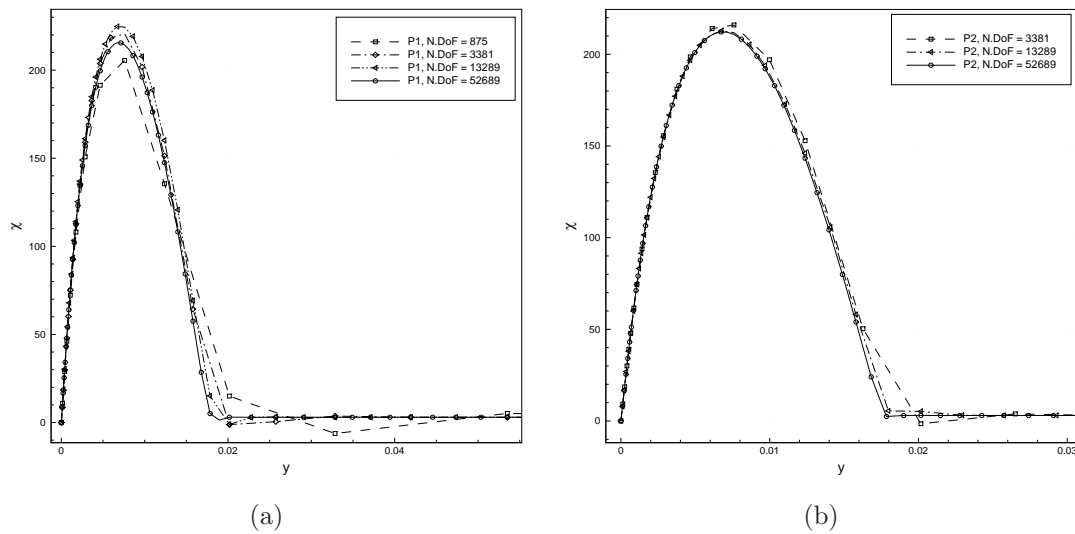 P1, N.DoF = 875
P1, N.DoF = 3381
P1, N.DoF = 13289
P1, N.DoF = 52689
χ
200
150
100
50
0
0
0.02
0.04
y
(a)
P2, N.DoF = 3381
P2, N.DoF = 13289
P2, N.DoF = 52689
χ
200
150
100
50
0
0
0.01
0.02
0.03
y
(b)